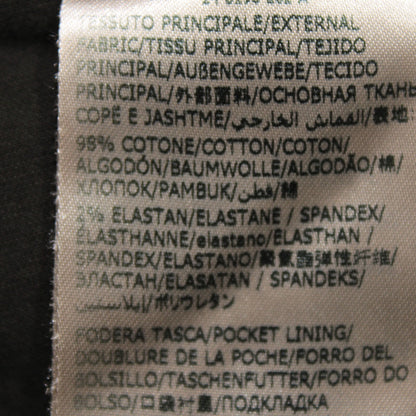 TESSUTO PRINCIPALE/EXTERNAL
FABRIC/TISSU PRINCIPAL/TEJIDO
PRINCIPAL/AUßENGEWEBE/TECIDO
PRINCIPAL/外部面料/ОСНОВНАЯ ТКАНЬ
COPË E JASHTME/القماش الخارجي/表地:
98% COTONE/COTTON/COTON/
ALGODÓN/BAUMWOLLE/ALGODÃO/棉/
ХЛОПОК/PAMBUK/قطن/綿
2% ELASTAN/ELASTANE / SPANDEX/
ÉLASTHANNE/elastano/ELASTHAN /
SPANDEX/ELASTANO/聚氨酯弹性纤维/
ЭЛАСТАН/ELASATAN / SPANDEKS/
إيلاستين/ポリウレタン
FODERA TASCA/POCKET LINING/
DOUBLURE DE LA POCHE/FORRO DEL
BOLSILLO/TASCHENFUTTER/FORRO DO
BOLSO/口袋衬里/ПОДКЛАДКА